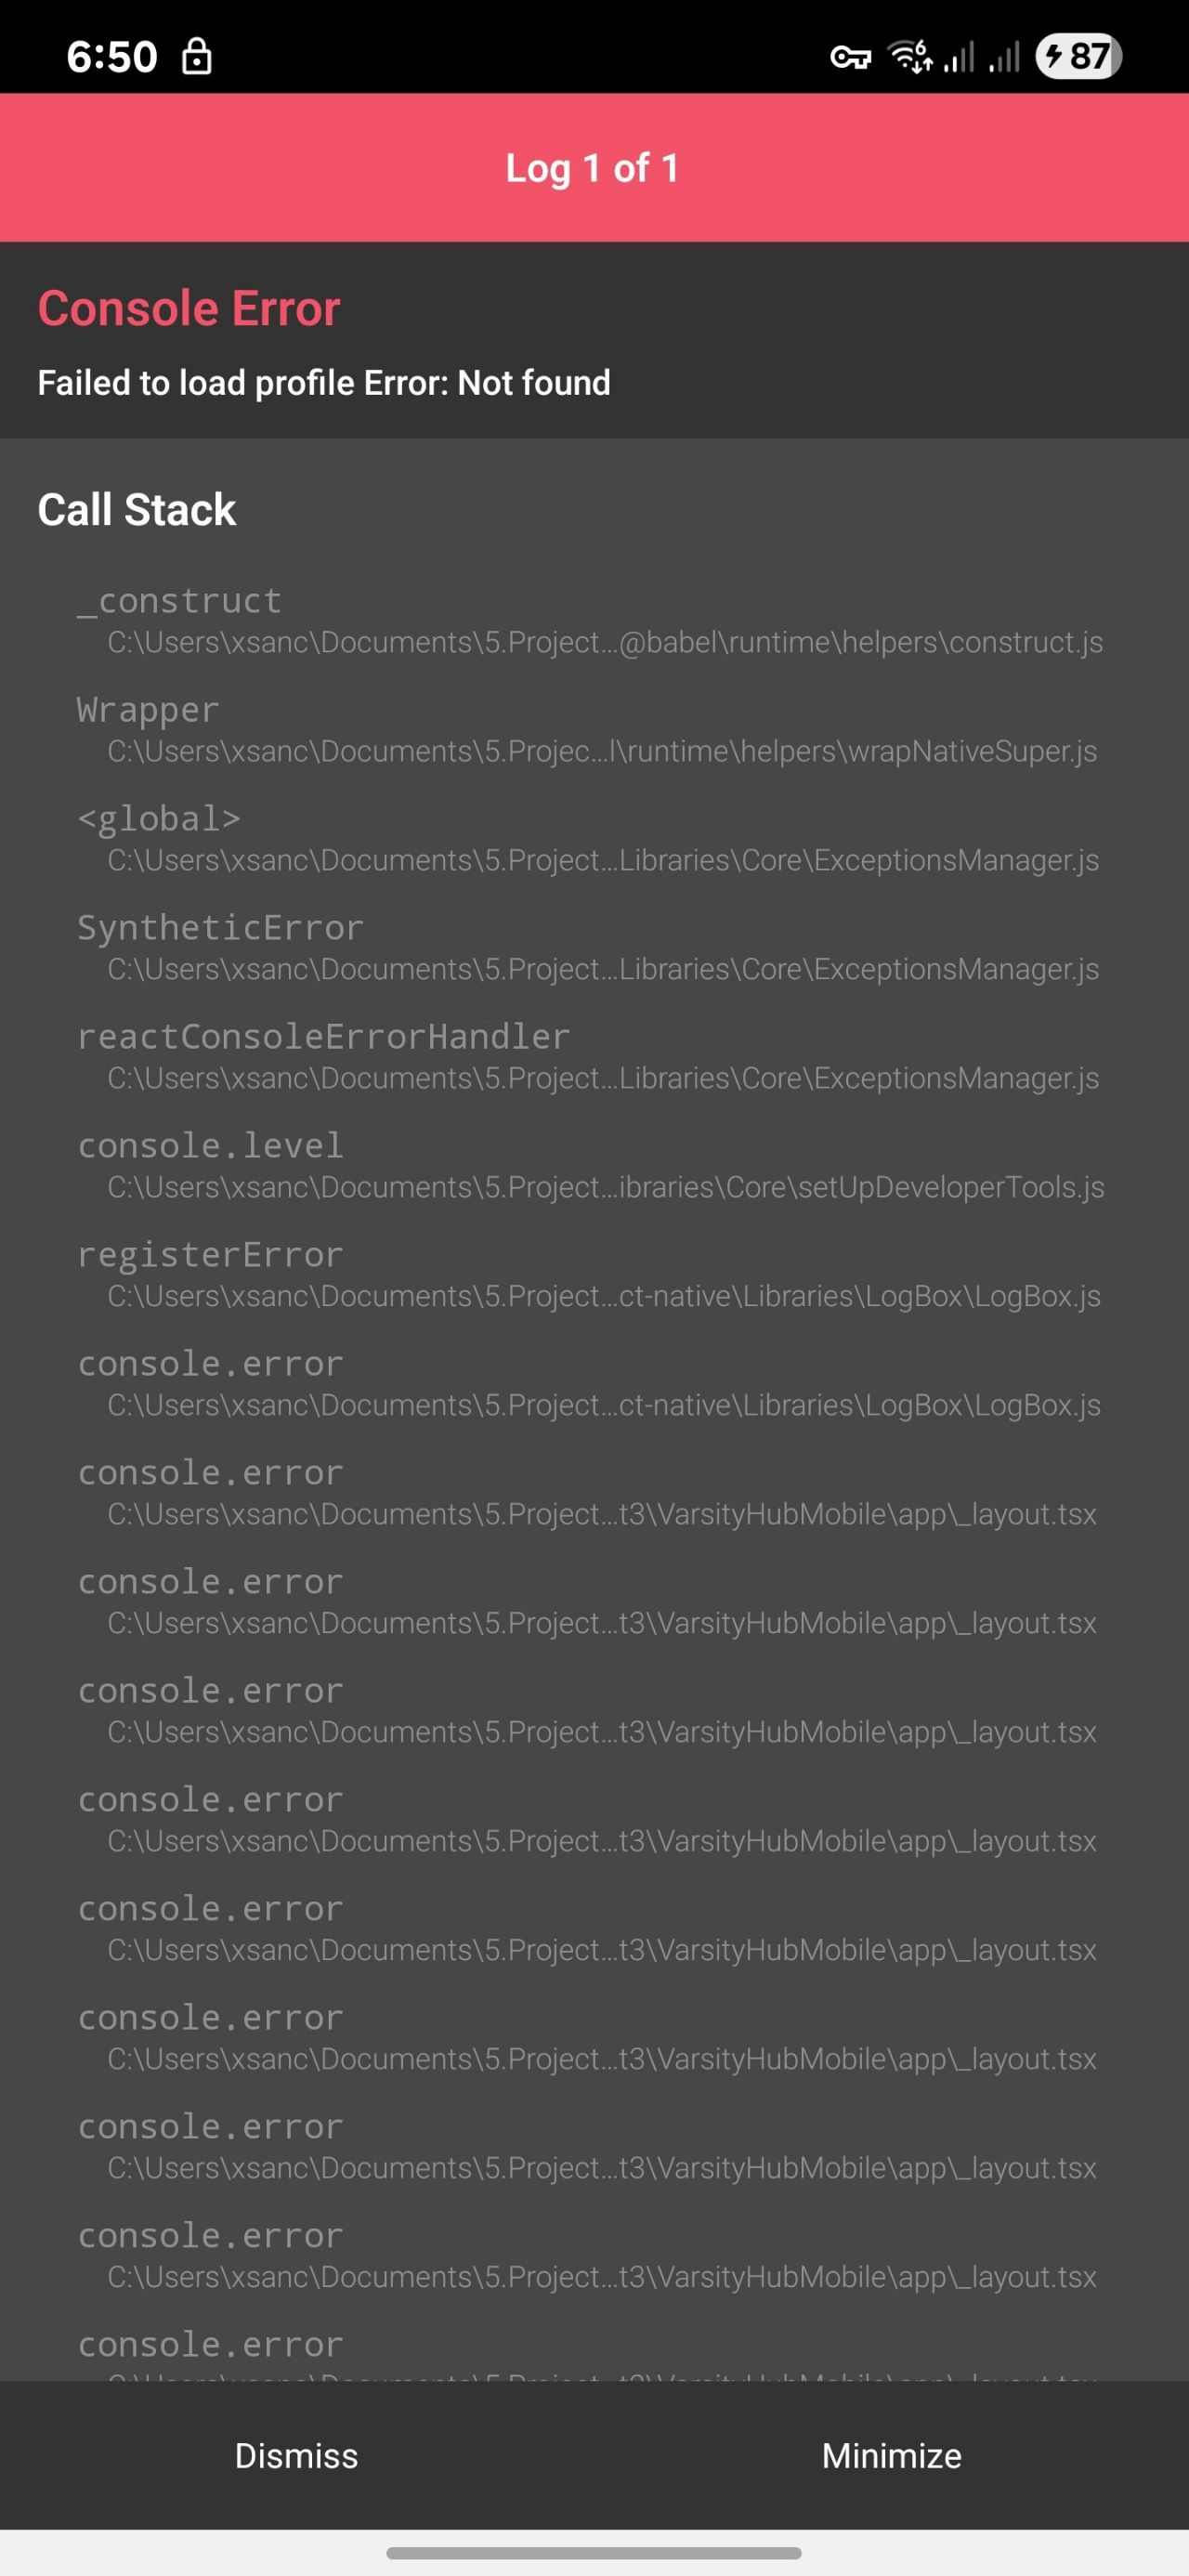 6:50
6
87
Log 1 of 1
Console Error
Failed to load profile Error: Not found
Call Stack
_construct
C:\Users\xsanc\Documents\5.Project...@babel\runtime\helpers\construct.js
Wrapper
C:\Users\xsanc\Documents\5.Projec...l\runtime\helpers\wrapNativeSuper.js
<global>
C:\Users\xsanc\Documents\5.Project...Libraries\Core\ExceptionsManager.js
SyntheticError
C:\Users\xsanc\Documents\5.Project...Libraries\Core\ExceptionsManager.js
reactConsoleErrorHandler
C:\Users\xsanc\Documents\5.Project...Libraries\Core\ExceptionsManager.js
console.level
C:\Users\xsanc\Documents\5.Project...ibraries\Core\setUpDeveloperTools.js
registerError
C:\Users\xsanc\Documents\5.Project...ct-native\Libraries\LogBox\LogBox.js
console.error
C:\Users\xsanc\Documents\5.Project...ct-native\Libraries\LogBox\LogBox.js
console.error
C:\Users\xsanc\Documents\5.Project...t3\VarsityHubMobile\app\_layout.tsx
console.error
C:\Users\xsanc\Documents\5.Project...t3\VarsityHubMobile\app\_layout.tsx
console.error
C:\Users\xsanc\Documents\5.Project...t3\VarsityHubMobile\app\_layout.tsx
console.error
C:\Users\xsanc\Documents\5.Project...t3\VarsityHubMobile\app\_layout.tsx
console.error
C:\Users\xsanc\Documents\5.Project...t3\VarsityHubMobile\app\_layout.tsx
console.error
C:\Users\xsanc\Documents\5.Project...t3\VarsityHubMobile\app\_layout.tsx
console.error
C:\Users\xsanc\Documents\5.Project...t3\VarsityHubMobile\app\_layout.tsx
console.error
C:\Users\xsanc\Documents\5.Project...t3\VarsityHubMobile\app\_layout.tsx
console.error
Dismiss
Minimize